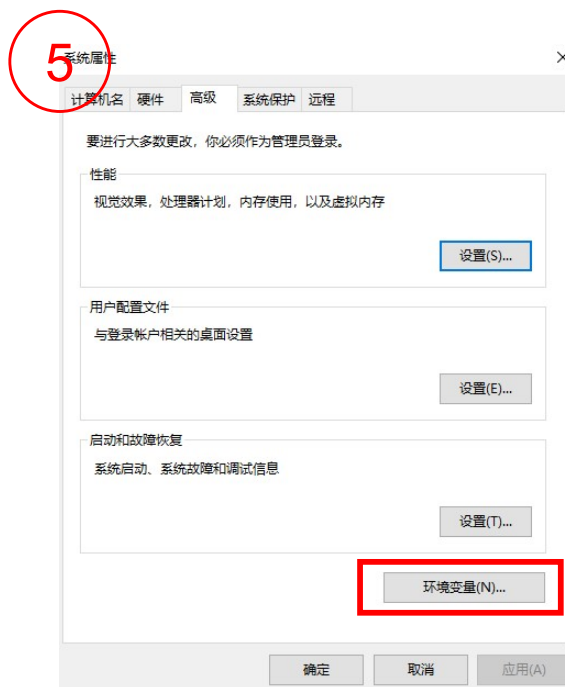 5
系统属性
计算机名 硬件 高级 系统保护 远程
要进行大多数更改，你必须作为管理员登录。
性能
视觉效果，处理器计划，内存使用，以及虚拟内存
设置(S)...
用户配置文件
与登录帐户相关的桌面设置
设置(E)...
启动和故障恢复
系统启动、系统故障和调试信息
设置(T)...
环境变量(N)...
确定 取消 应用(A)